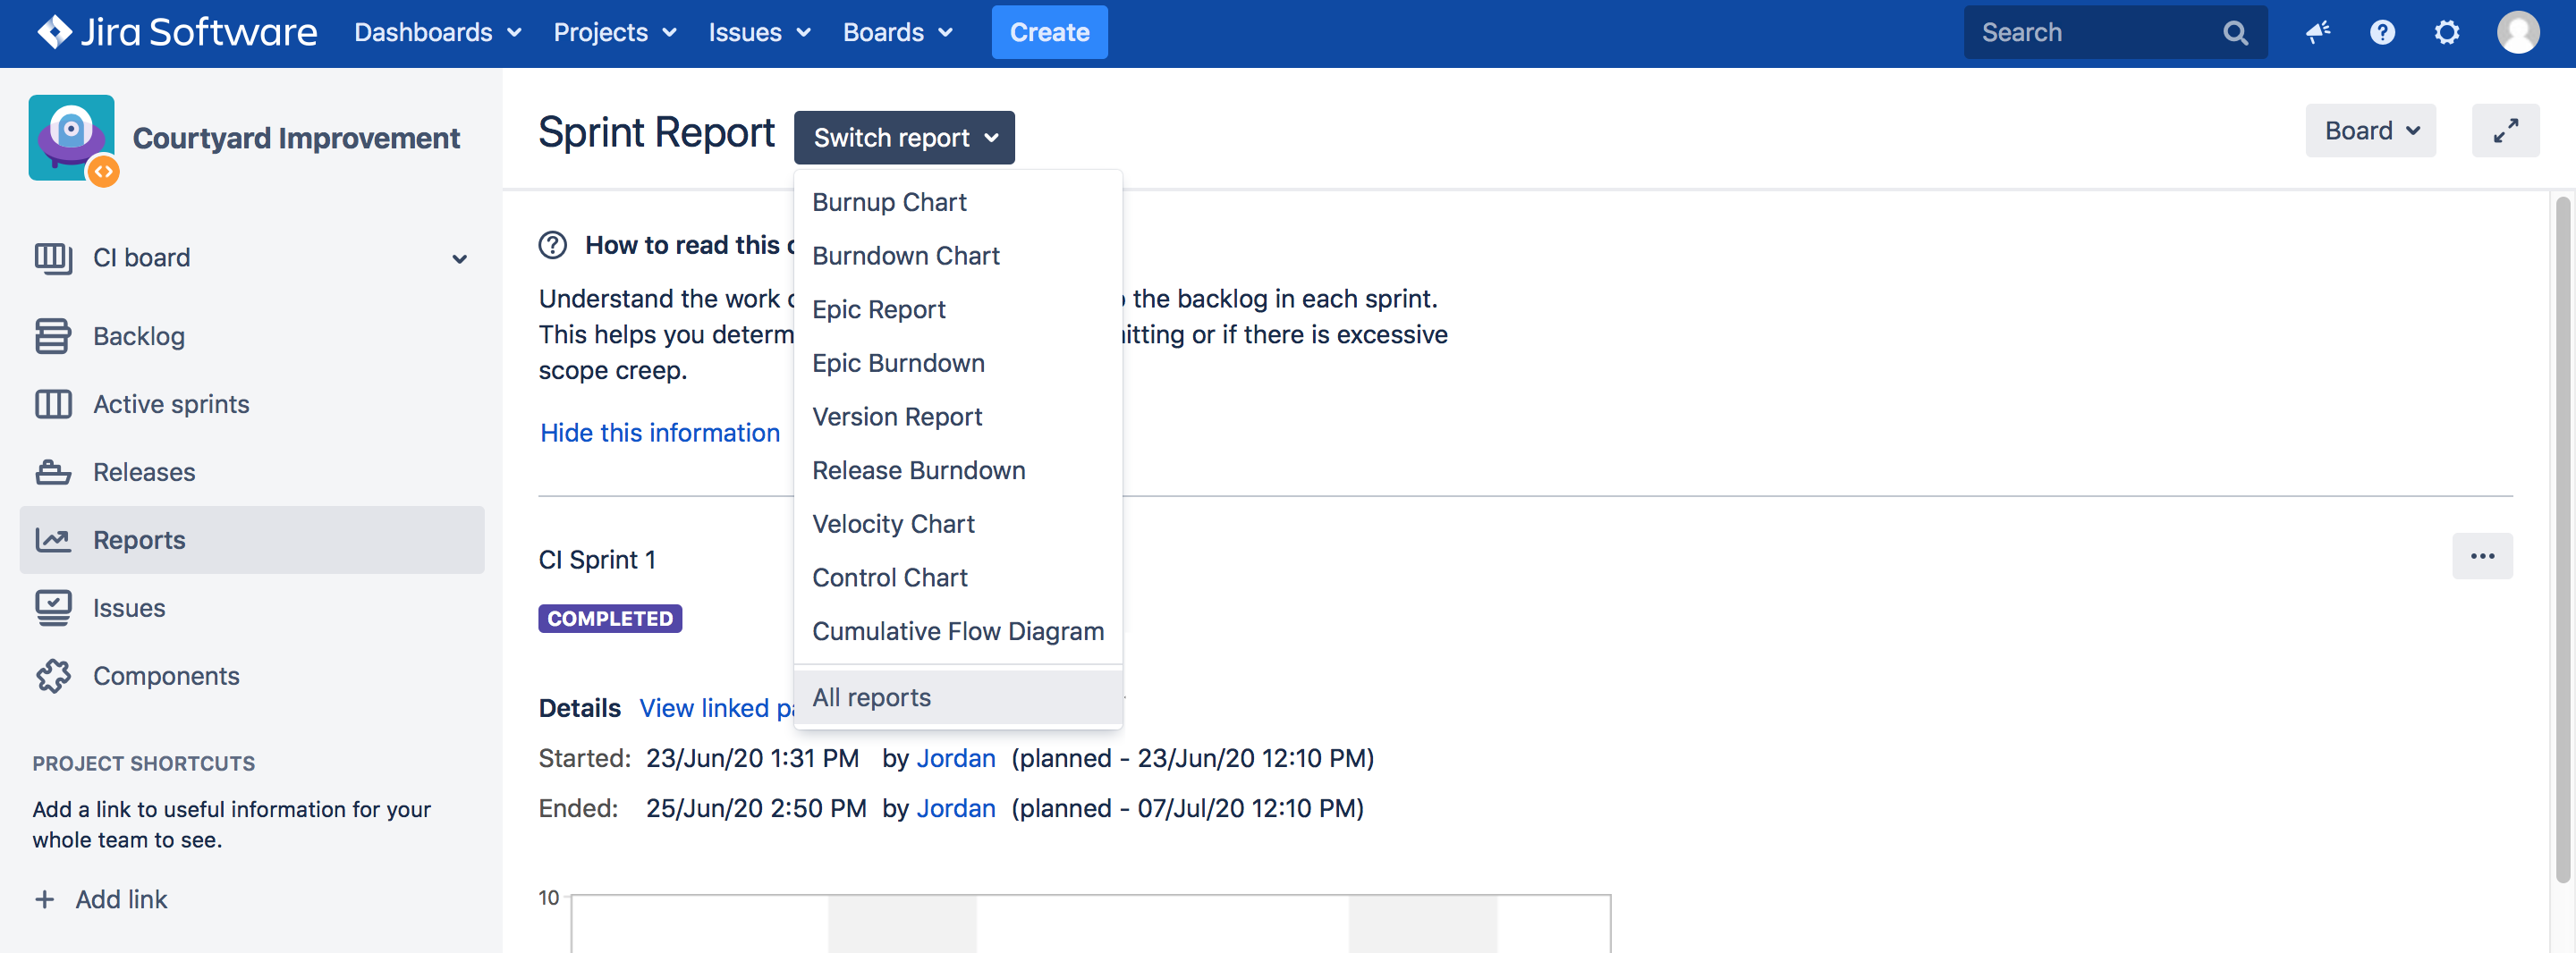 Jira Software Dashboards Projects Issues Boards Create Search
Courtyard Improvement
CI board
Backlog
Active sprints
Releases
Reports
Issues
Components
PROJECT SHORTCUTS
Add a link to useful information for your
whole team to see.
+ Add link
Sprint Report Switch report Board
Burnup Chart
Burndown Chart
Epic Report
Epic Burndown
Version Report
Release Burndown
Velocity Chart
Control Chart
Cumulative Flow Diagram
All reports
How to read this
Understand the work the backlog in each sprint.
This helps you or if there is excessive
scope creep.
Hide this information
CI Sprint 1
COMPLETED
Details View linked
Started: 23/Jun/20 1:31 PM by Jordan (planned - 23/Jun/20 12:10 PM)
Ended: 25/Jun/20 2:50 PM by Jordan (planned - 07/Jul/20 12:10 PM)
10